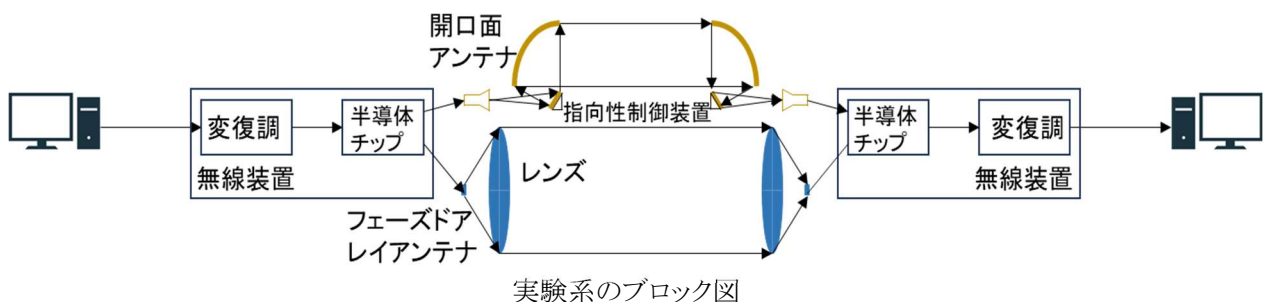 開口面
アンテナ
指向性制御装置
変復調
半導体
チップ
無線装置
レンズ
フェーズドア
レイアンテナ
半導体
チップ
変復調
無線装置
実験系のブロック図